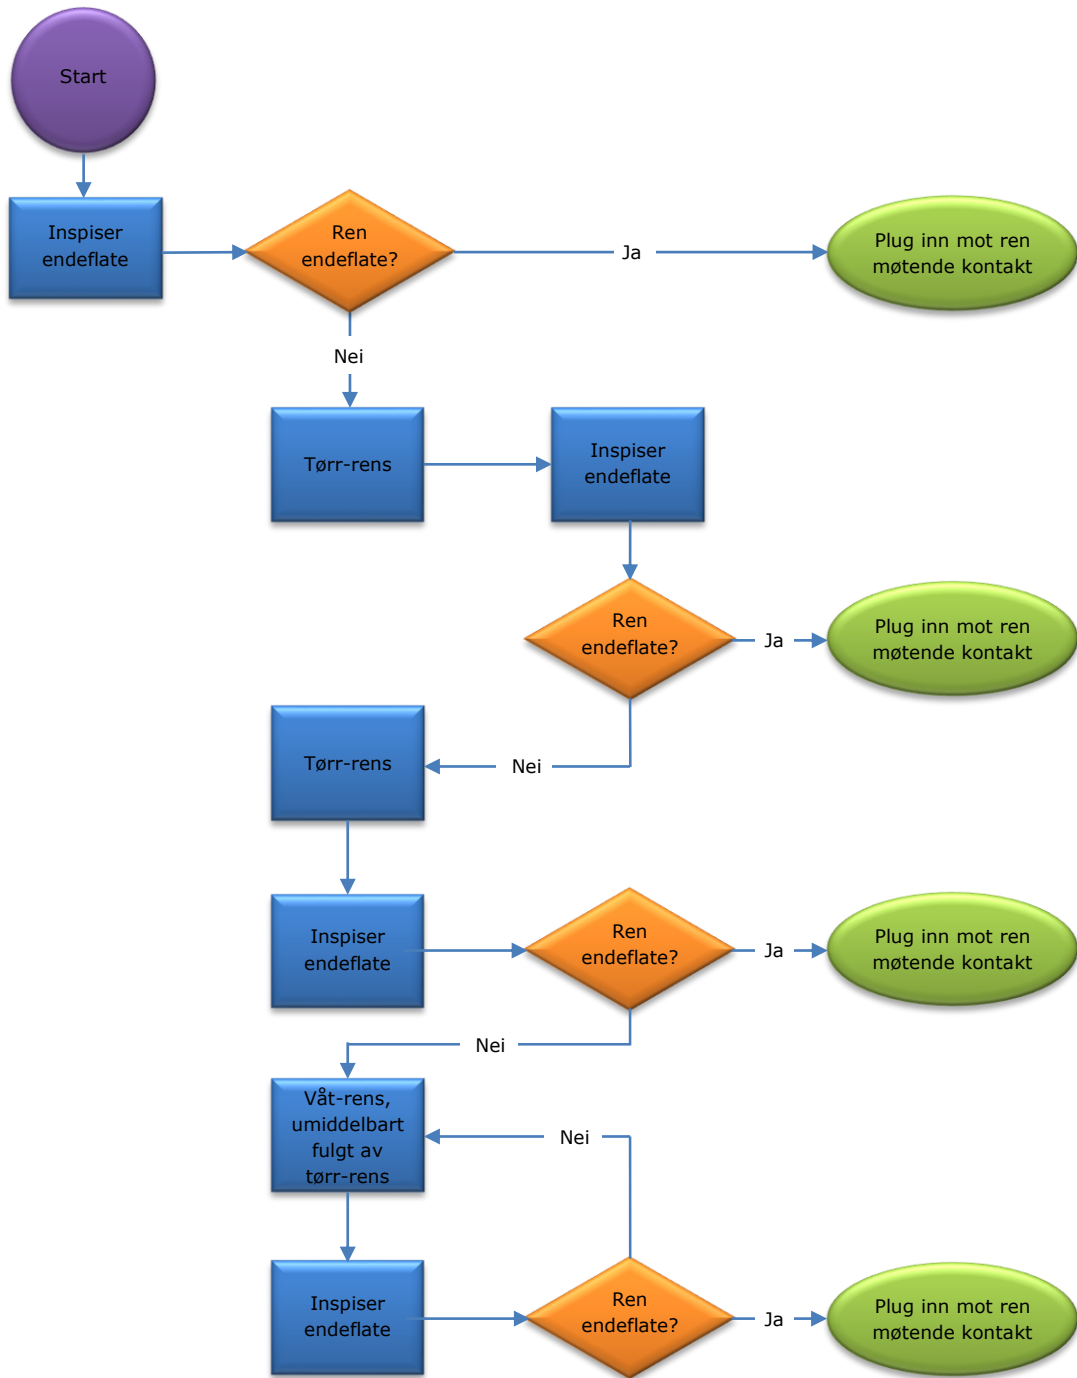 Start
Inspiser
endeflate
Ren
endeflate?
Ja
Plug inn mot ren
møtende kontakt
Nei
Tørr-rens
Inspiser
endeflate
Ren
endeflate?
Ja
Plug inn mot ren
møtende kontakt
Nei
Tørr-rens
Inspiser
endeflate
Ren
endeflate?
Ja
Plug inn mot ren
møtende kontakt
Nei
Våt-rens,
umiddelbart
fulgt av
tørr-rens
Nei
Inspiser
endeflate
Ren
endeflate?
Ja
Plug inn mot ren
møtende kontakt